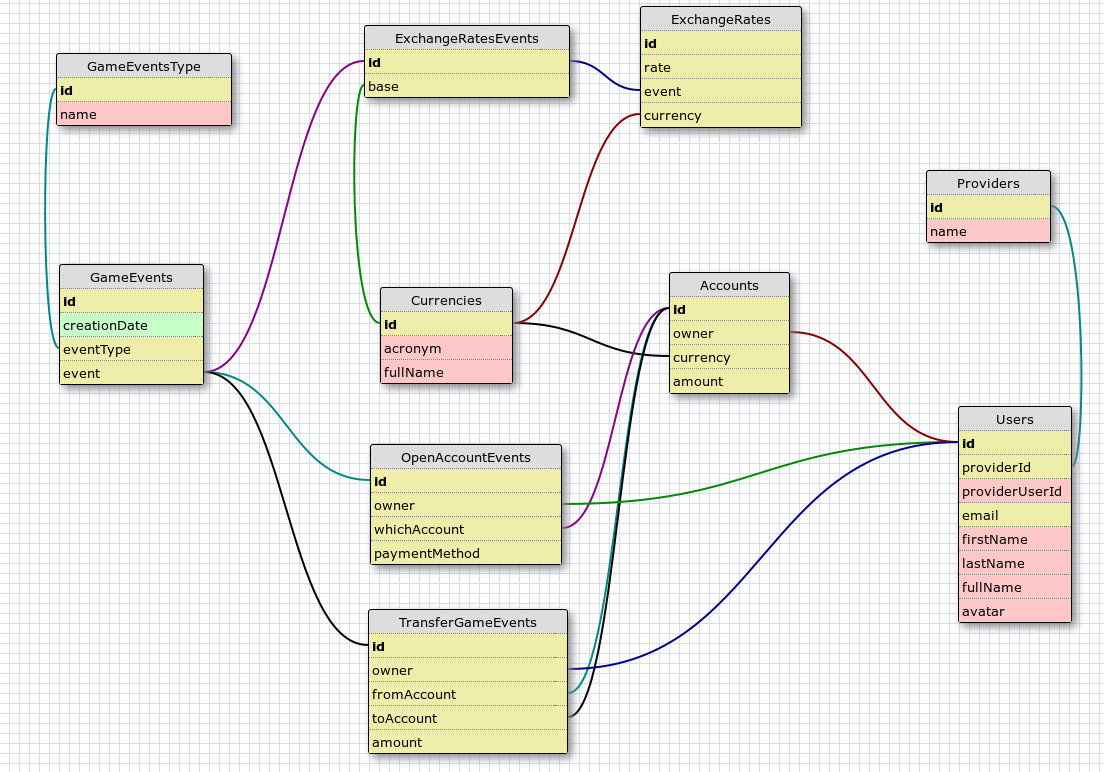 ExchangeRates
id
rate
event
currency
ExchangeRatesEvents
id
base
GameEventsType
id
name
Providers
id
name
GameEvents
id
creationDate
eventType
event
Currencies
id
acronym
fullName
Accounts
id
owner
currency
amount
Users
id
providerId
providerUserId
email
firstName
lastName
fullName
avatar
OpenAccountEvents
id
owner
whichAccount
paymentMethod
TransferGameEvents
id
owner
fromAccount
toAccount
amount